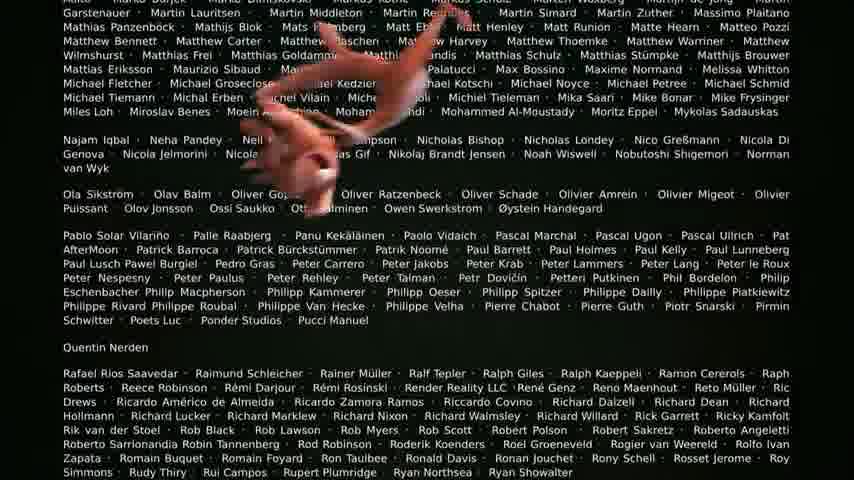 Garstenauer · Martin Lauritsen · Martin Middleton · Martin · Martin Simard · Martin Zuther · Massimo Plaitano
Mathias Panzenböck · Mathijs Blok · Mats · Matt · Matt Henley · Matt Runion · Matte Hearn · Matteo Pozzi
Matthew Bennett · Matthew Carter · Matthew · Matthew Harvey · Matthew Thoemke · Matthew Warriner · Matthew
Wilmshurst · Matthias Frei · Matthias · Matthias Schulz · Matthias Stümpke · Matthijs Brouwer
Mattias Eriksson · Maurizio Sibaud · Palatucci · Max Bossino · Maxime Normand · Melissa Whitton
Michael Fletcher · Michael · Kotschi · Michael Noyce · Michael Petree · Michael Schmid
Michael Tiemann · Michal Erben · Vilain · Michiel Tieleman · Mika Saari · Mike Bonar · Mike Frysinger
Miles Loh · Miroslav Benes · Mohammed Al-Moustady · Moritz Eppel · Mykolas Sadauskas
Najam Iqbal · Neha Pandey · Nicholas Bishop · Nicholas Londey · Nico Greßmann · Nicola Di
Genova · Nicola Jelmorini · Gif · Nikolaj Brandt Jensen · Noah Wiswell · Nobutoshi Shigemori · Norman
van Wyk
Ola Sikström · Olav Balm · Oliver · Oliver Ratzenbeck · Oliver Schade · Olivier Amrein · Olivier Migeot · Olivier
Puissant · Olov Jonsson · Ossi Saukko · Owen Swerkstrom · Øystein Handegard
Pablo Solar Vilariño · Palle Raabjerg · Panu Kekäläinen · Paolo Vidaich · Pascal Marchal · Pascal Ugon · Pascal Ullrich · Pat
AfterMoon · Patrick Barroca · Patrick Bürckstümmer · Patrik Noomé · Paul Barrett · Paul Holmes · Paul Kelly · Paul Lunneberg
Paul Lusch Pawel Burgiel · Pedro Gras · Peter Carrero · Peter Jakobs · Peter Krab · Peter Lammers · Peter Lang · Peter le Roux
Peter Nespesny · Peter Paulus · Peter Rehley · Peter Talman · Petr Dovičín · Petteri Putkinen · Phil Bordelon · Philip
Eschenbacher Philip Macpherson · Philipp Kammerer · Philipp Oeser · Philipp Spitzer · Philippe Dailly · Philippe Piatkiewitz
Philippe Rivard Philippe Roubal · Philippe Van Hecke · Philippe Velha · Pierre Chabot · Pierre Guth · Piotr Snarski · Pirmin
Schwitter · Poets Luc · Ponder Studios · Pucci Manuel
Quentin Nerden
Rafael Rios Saavedar · Raimund Schleicher · Rainer Müller · Ralf Tepler · Ralph Giles · Ralph Kaeppeli · Ramon Cererols · Raph
Roberts · Reece Robinson · Rémi Darjour · Rémi Rosinski · Render Reality LLC · René Genz · Reno Maenhout · Reto Müller · Ric
Drews · Ricardo Américo de Almeida · Ricardo Zamora Ramos · Riccardo Covino · Richard Dalzell · Richard Dean · Richard
Hollmann · Richard Lucker · Richard Marklew · Richard Nixon · Richard Walmsley · Richard Willard · Rick Garrett · Ricky Kamfolt
Rik van der Stoel · Rob Black · Rob Lawson · Rob Myers · Rob Scott · Robert Polson · Robert Sakretz · Roberto Angeletti
Roberto Sarrionandia Robin Tannenberg · Rod Robinson · Roderik Koenders · Roel Groeneveld · Rogier van Weereld · Rolfo Ivan
Zapata · Romain Buquet · Romain Foyard · Ron Taulbee · Ronald Davis · Ronan Jouchet · Rony Schell · Rosset Jerome · Roy
Simmons · Rudy Thiry · Rui Campos · Rupert Plumridge · Ryan Northsea · Ryan Showalter